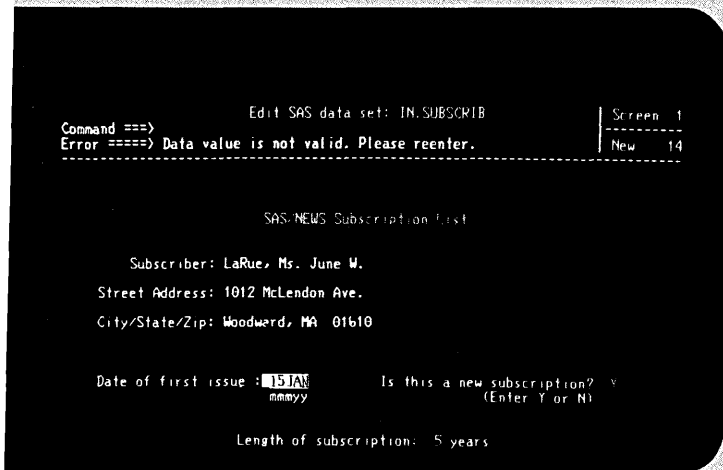 Edit SAS data set: IN.SUBSCRIB
Screen 1
Command ===>
Error =====> Data value is not valid. Please reenter.
New 14
SAS/NEWS Subscription List
Subscriber: LaRue, Ms. June W.
Street Address: 1012 McLendon Ave.
City/State/Zip: Woodward, MA 01610
Date of first issue : 15JAN
Is this a new subscription? Y
mmmyy
(Enter Y or N)
Length of subscription: 5 years